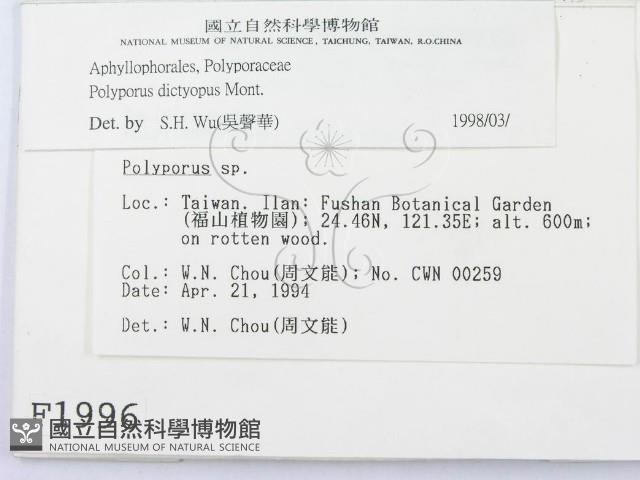 國立自然科學博物館
NATIONAL MUSEUM OF NATURAL SCIENCE, TAICHUNG, TAIWAN, R.O.CHINA
Aphyllophorales, Polyporaceae
Polyporus dictyopus Mont.
Det. by S.H. Wu(吳聲華) 1998/03/
Polyporus sp.
Loc.: Taiwan. Ilan: Fushan Botanical Garden
(福山植物園); 24.46N, 121.35E; alt. 600m;
on rotten wood.
Col.: W.N. Chou(周文能); No. CWN 00259
Date: Apr. 21, 1994
Det.: W.N. Chou(周文能)
F1996
國立自然科學博物館
NATIONAL MUSEUM OF NATURAL SCIENCE